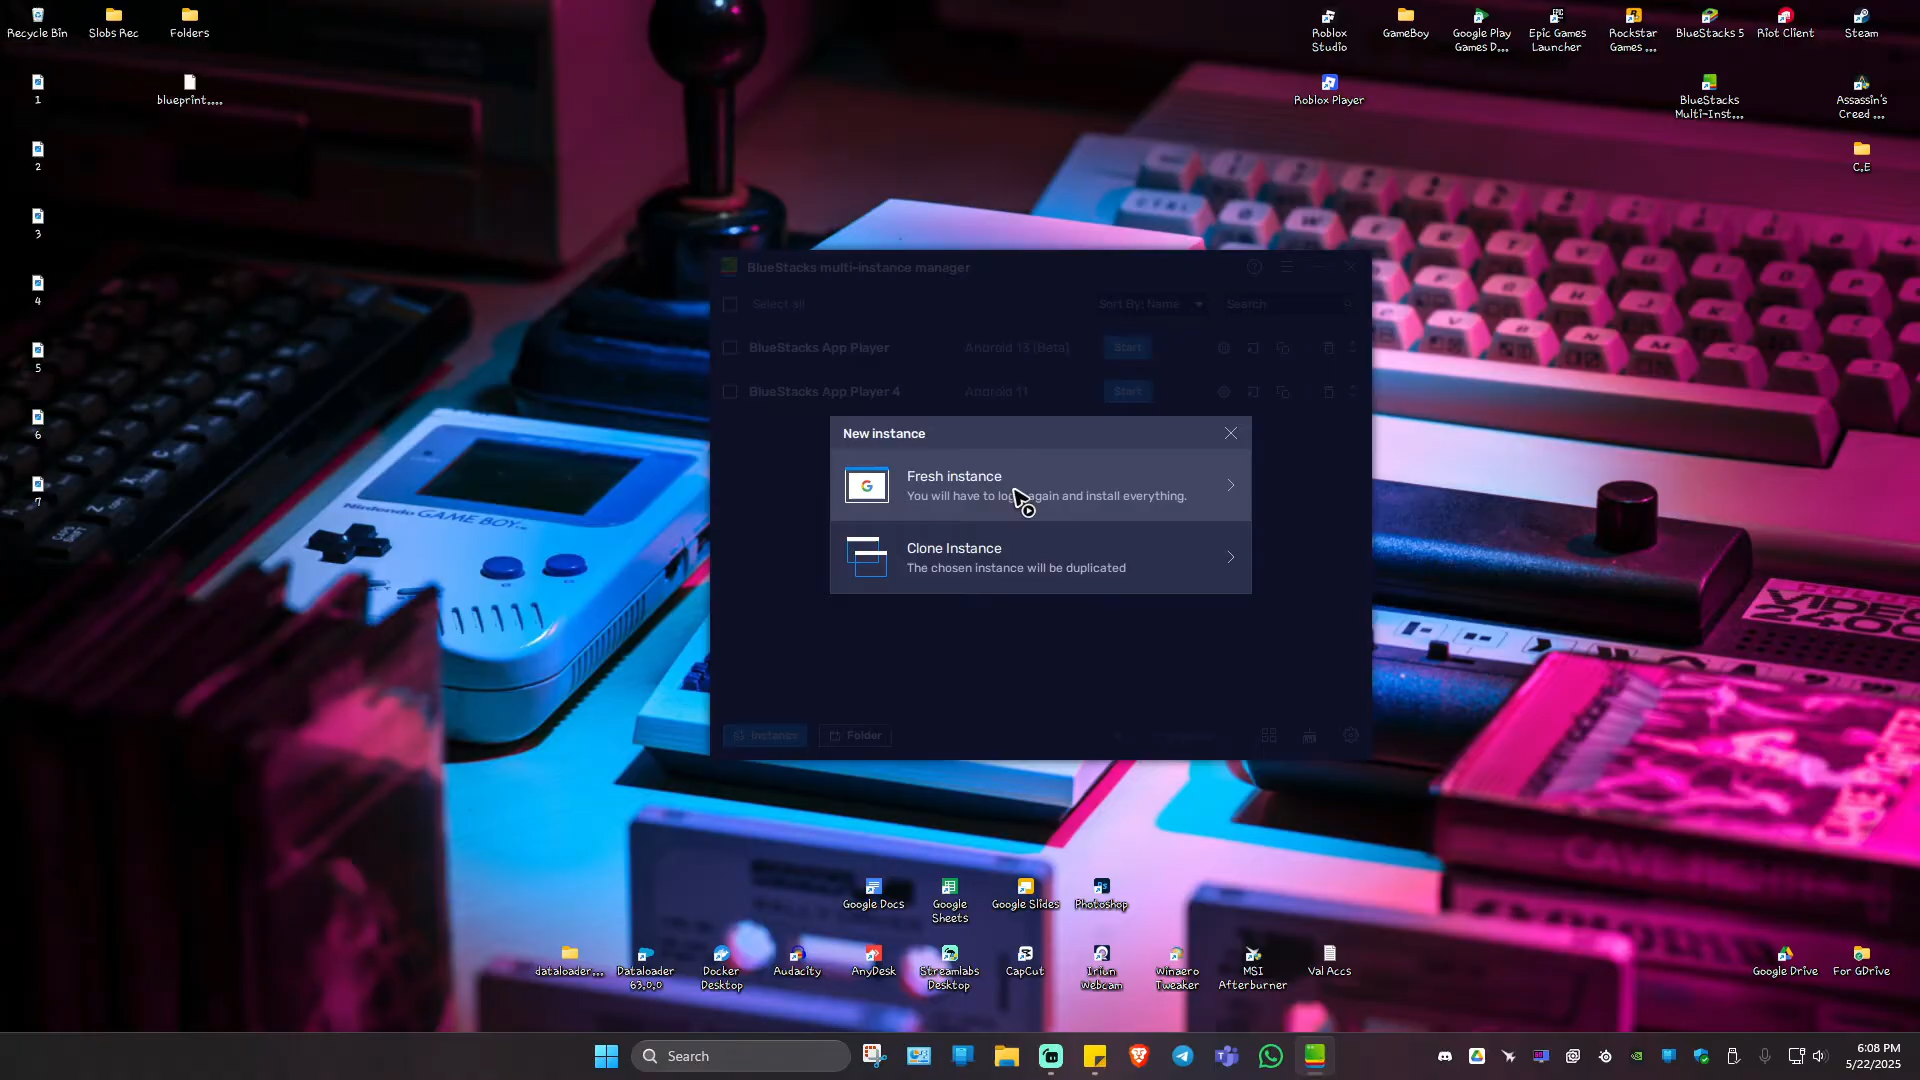 Recycle Bin
Slobs Rec
Folders
Roblox
Studio
GameBoy
Google Play
Games D...
Epic Games
Launcher
Rockstar
Games ...
BlueStacks 5
Riot Client
Steam
1
blueprint....
Roblox Player
BlueStacks
Multi-Inst...
Assassin's
Creed ...
2
C,E
3
4
5
6
7
BlueStacks multi-instance manager
Select all
Sort By: Name
Search
BlueStacks App Player
Android 13 (Beta)
Start
BlueStacks App Player 4
Android 11
Start
New instance
Fresh instance
You will have to again and install everything.
Clone Instance
The chosen instance will be duplicated
Instance
Folder
Nintendo GAME BOY
CTRL
VIDEO
2400
Google Docs
Google
Sheets
Google Slides
Photoshop
dataloader...
Dataloader
63.0.0
Docker
Desktop
Audacity
AnyDesk
Streamlabs
Desktop
CapCut
Iriun
Webcam
Winaero
Tweaker
MSI
Afterburner
Val Accs
Google Drive
For GDrive
Search
6:08 PM
5/22/2025